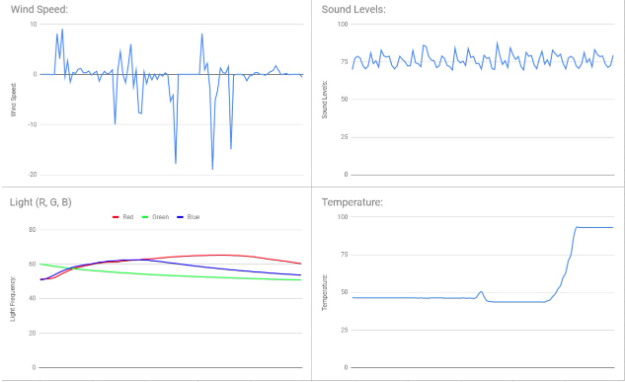 Wind Speed:
10
0
-10
-20
Wind Speed:
Sound Levels:
100
75
50
25
0
Sound Levels:
Light (R, G, B)
Red Green Blue
80
60
40
20
0
Light Frequency:
Temperature:
100
75
50
25
0
Temperature: